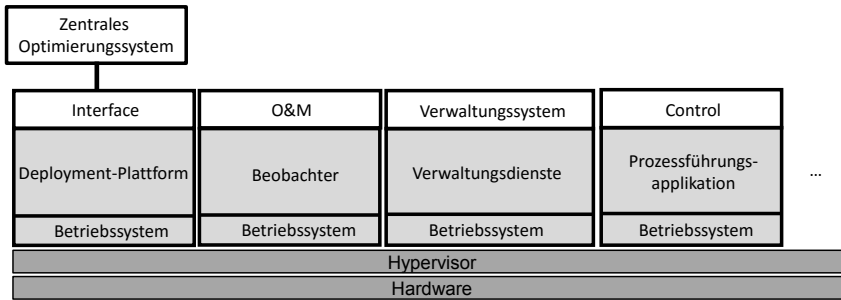 Zentrales
Optimierungssystem
Interface
O&M
Verwaltungssystem
Control
Deployment-Plattform
Beobachter
Verwaltungsdienste
Prozessführungs-
applikation
...
Betriebssystem
Betriebssystem
Betriebssystem
Betriebssystem
Hypervisor
Hardware